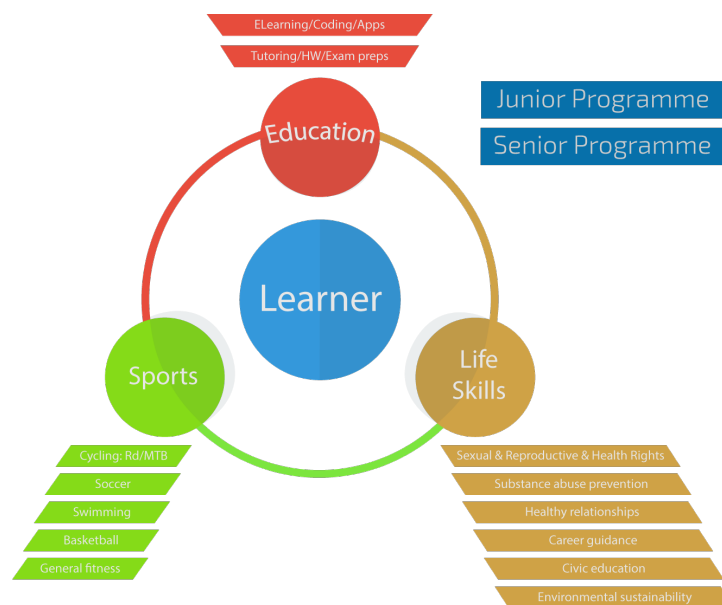 ELearning/Coding/Apps
Tutoring/HW/Exam preps
Junior Programme
Senior Programme
Education
Learner
Sports
Life
Skills
Cycling: Rd/MTB
Soccer
Swimming
Basketball
General fitness
Sexual & Reproductive & Health Rights
Substance abuse prevention
Healthy relationships
Career guidance
Civic education
Environmental sustainability